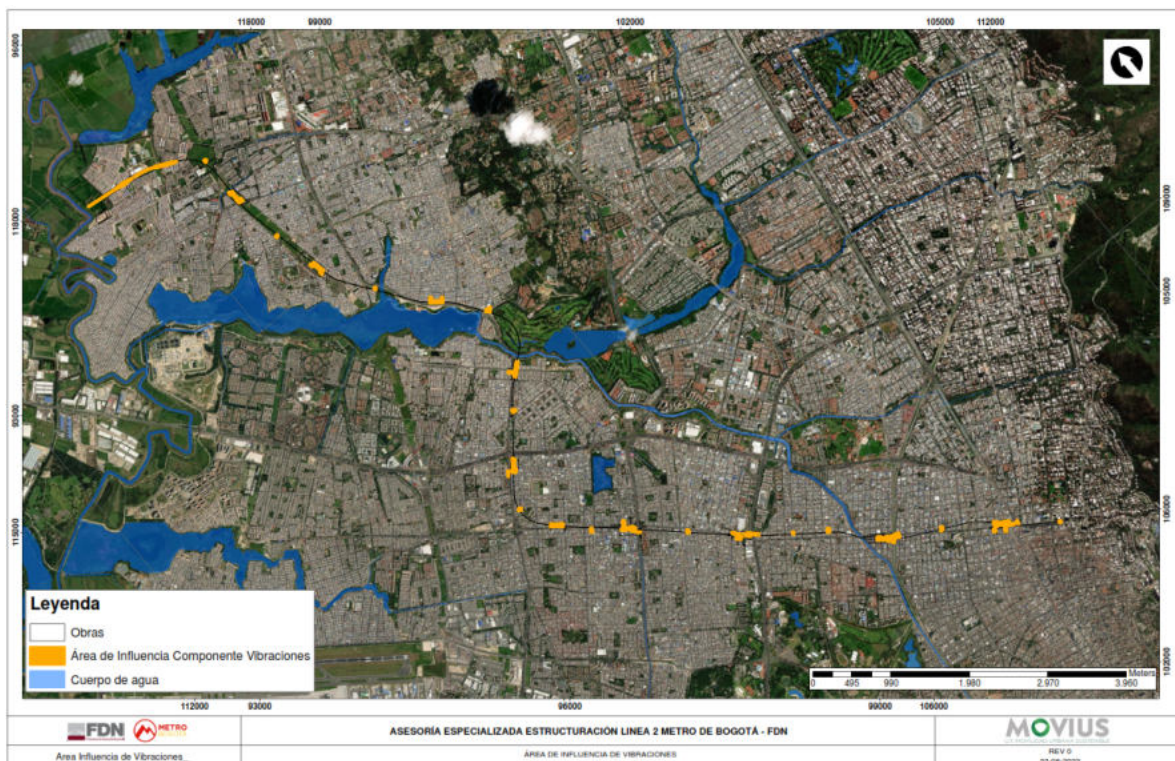 118000 99000 102000 105000 112000
96000
118000
93000
115000
109000
105000
106000
102000
Leyenda
Obras
Área de Influencia Componente Vibraciones
Cuerpo de agua
Meters
0 495 990 1.980 2.970 3.960
112000 93000 96000 99000 106000
FDN METRO
ASESORÍA ESPECIALIZADA ESTRUCTURACIÓN LINEA 2 METRO DE BOGOTÁ - FDN
MOVIUS
Área Influencia de Vibraciones_
ÁREA DE INFLUENCIA DE VIBRACIONES
REV 0